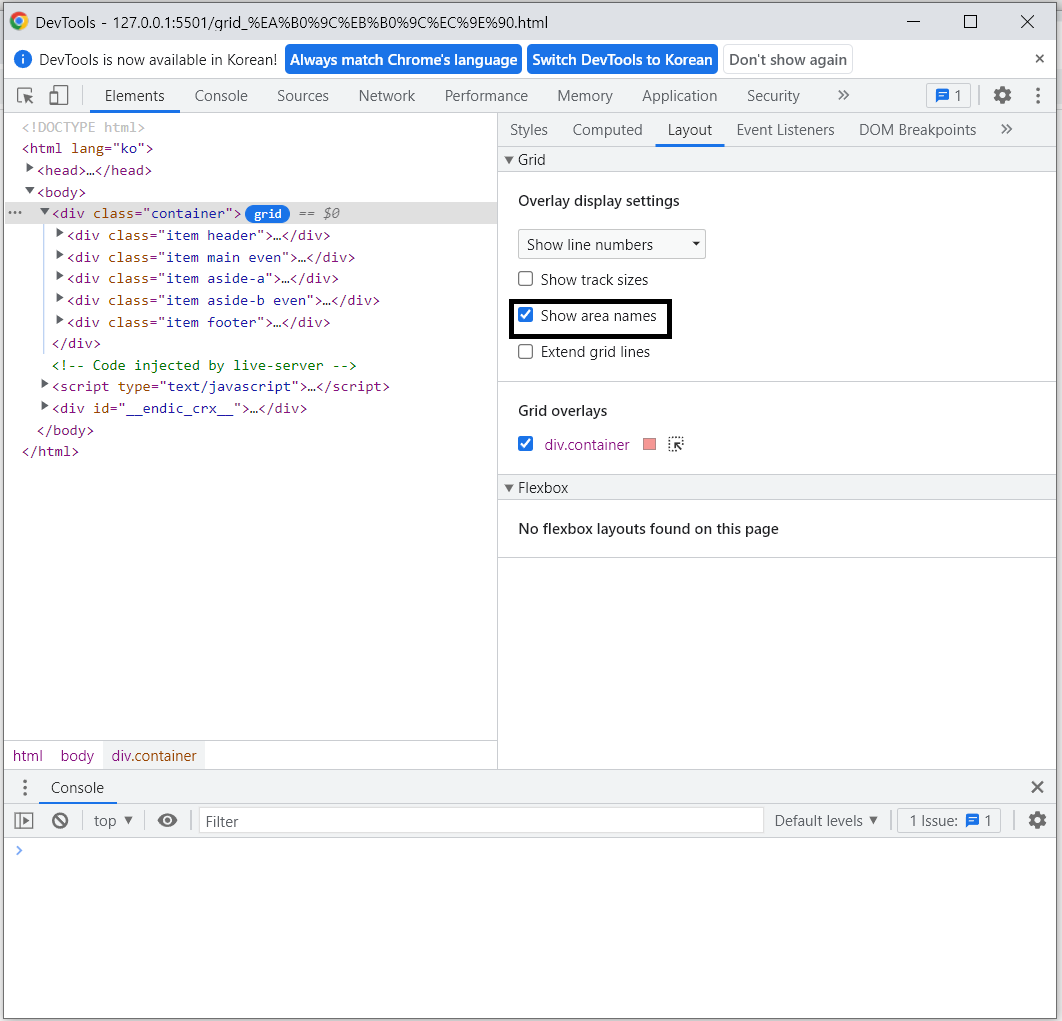 DevTools - 127.0.0.1:5501/grid_%EA%B0%9C%EB%B0%9C%EC%9E%90.html
DevTools is now available in Korean! Always match Chrome's language Switch DevTools to Korean Don't show again
Elements Console Sources Network Performance Memory Application Security 1
<!DOCTYPE html>
<html lang="ko">
<head>…</head>
<body>
<div class="container"> grid == $0
<div class="item header">…</div>
<div class="item main even">…</div>
<div class="item aside-a">…</div>
<div class="item aside-b even">…</div>
<div class="item footer">…</div>
</div>
<!-- Code injected by live-server -->
<script type="text/javascript">…</script>
<div id="__endic_crx__">…</div>
</body>
</html>
html body div.container
Styles Computed Layout Event Listeners DOM Breakpoints
Grid
Overlay display settings
Show line numbers
Show track sizes
Show area names
Extend grid lines
Grid overlays
div.container
Flexbox
No flexbox layouts found on this page
Console
top Filter Default levels 1 Issue: 1